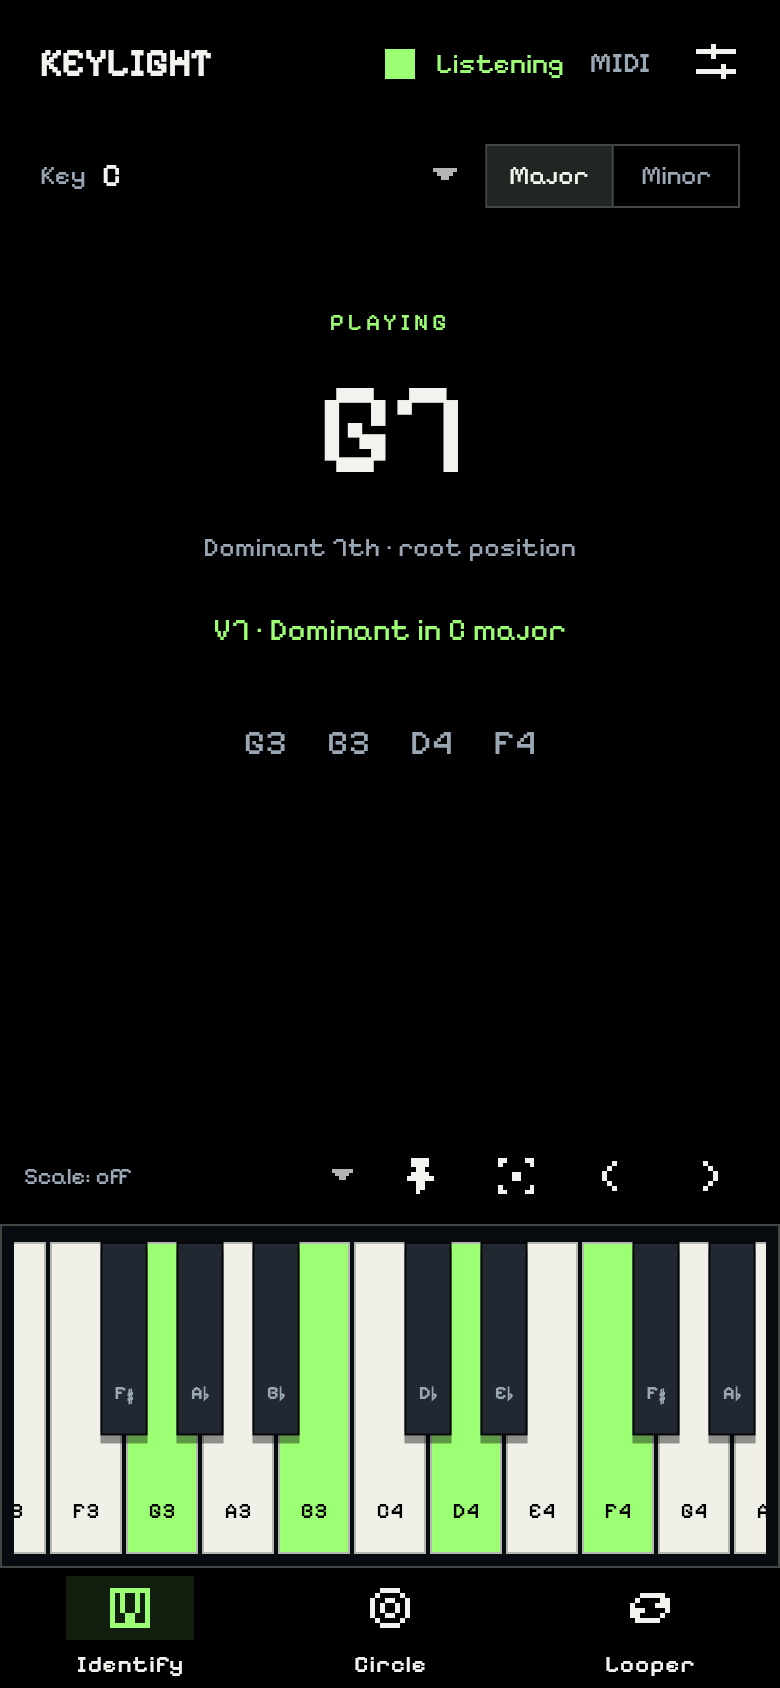 KEYLIGHT Listening MIDI
Key C Major Minor
PLAYING
G7
Dominant 7th · root position
V7 · Dominant in C major
G3 B3 D4 F4
Scale: off
F♯ A♭ B♭ D♭ E♭ F♯ A♭
3 F3 G3 A3 B3 C4 D4 E4 F4 G4 A
Identify Circle Looper